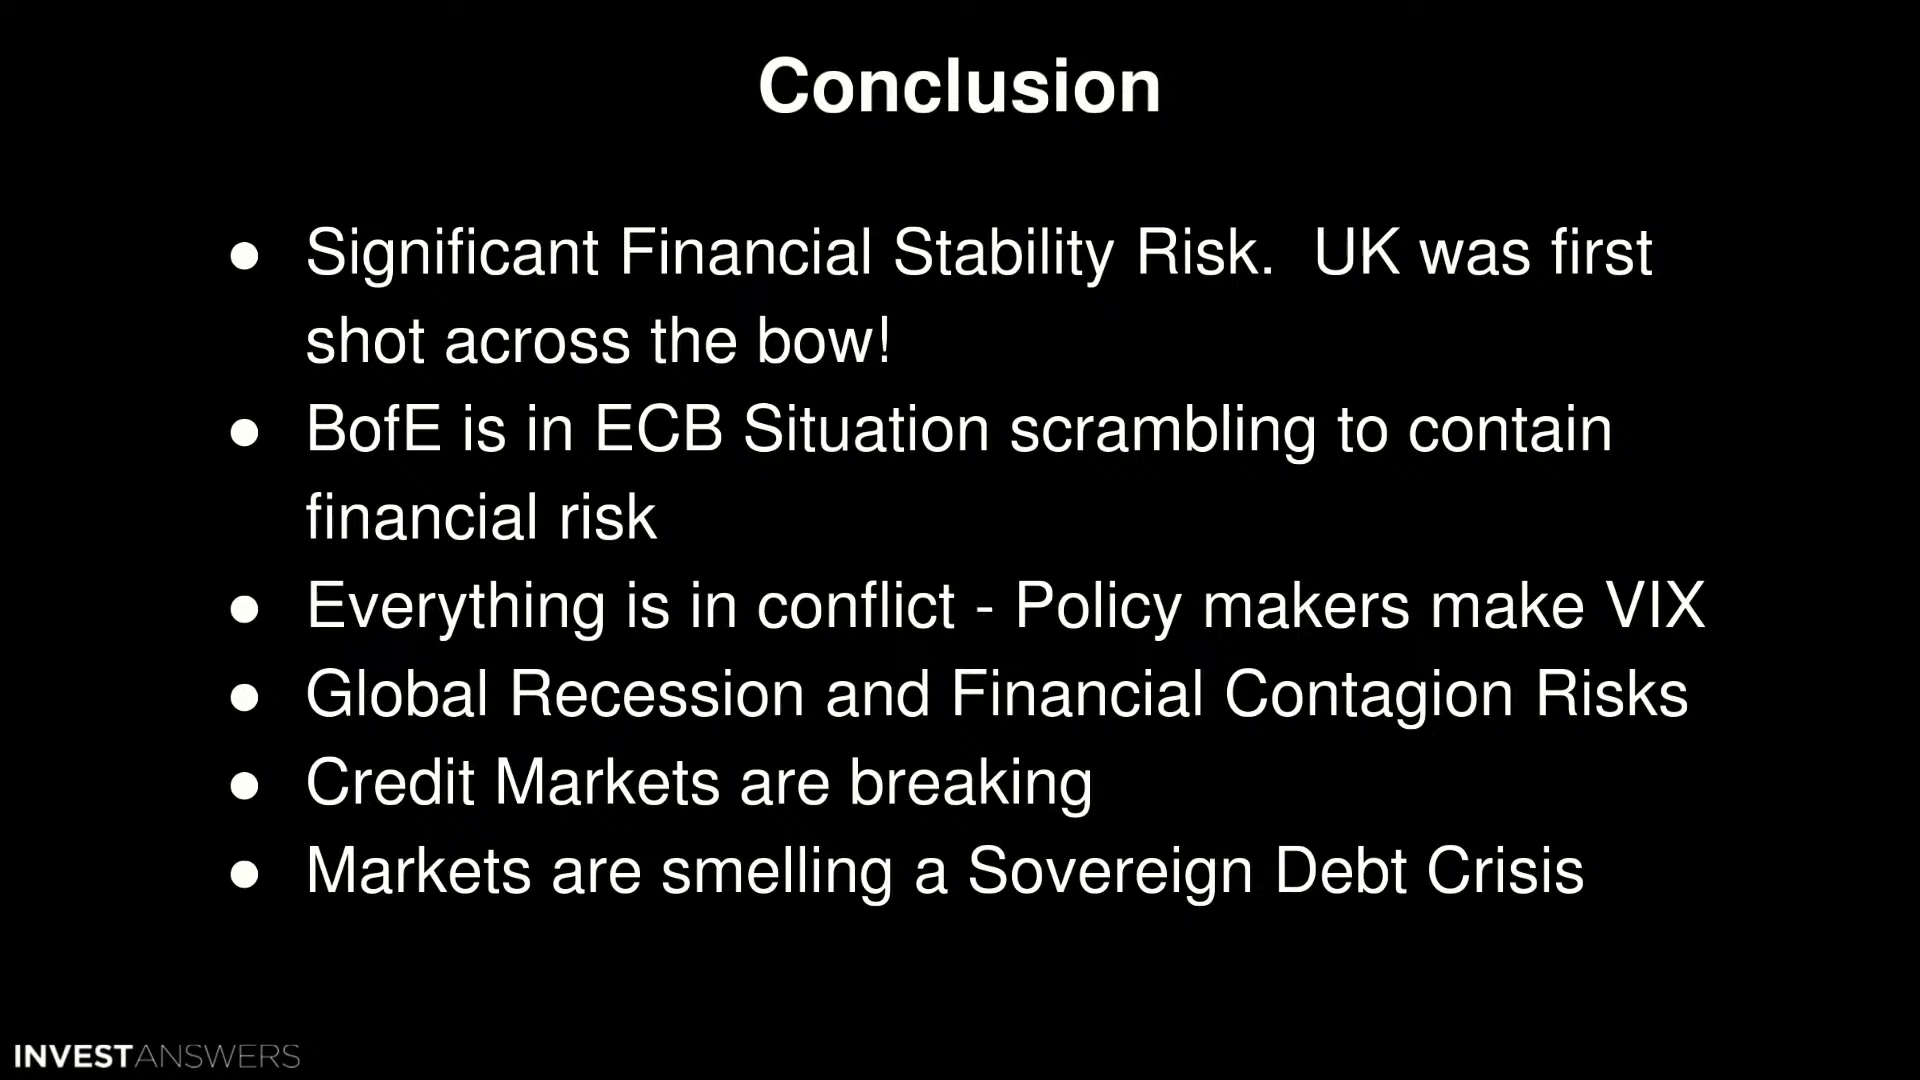 Conclusion
● Significant Financial Stability Risk.  UK was first
shot across the bow!
● BofE is in ECB Situation scrambling to contain
financial risk
● Everything is in conflict - Policy makers make VIX
● Global Recession and Financial Contagion Risks
● Credit Markets are breaking
● Markets are smelling a Sovereign Debt Crisis
INVESTANSWERS